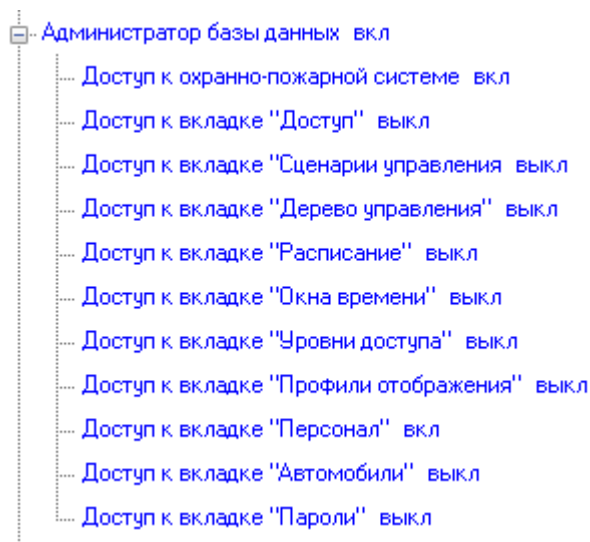 Администратор базы данных вкл
Доступ к охранно-пожарной системе вкл
Доступ к вкладке "Доступ" выкл
Доступ к вкладке "Сценарии управления выкл
Доступ к вкладке "Дерево управления" выкл
Доступ к вкладке "Расписание" выкл
Доступ к вкладке "Окна времени" выкл
Доступ к вкладке "Уровни доступа" выкл
Доступ к вкладке "Профили отображения" выкл
Доступ к вкладке "Персонал" вкл
Доступ к вкладке "Автомобили" выкл
Доступ к вкладке "Пароли" выкл